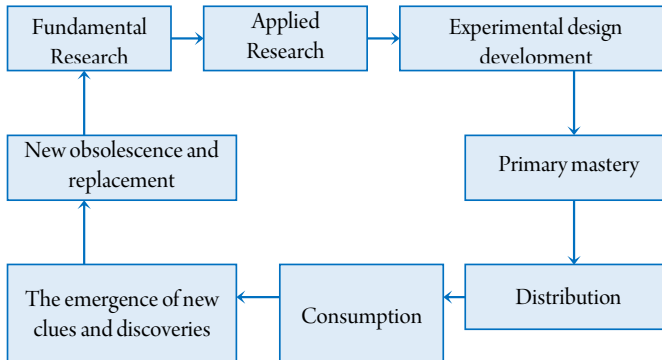 Fundamental
Research
Applied
Research
Experimental design
development
Primary mastery
Distribution
Consumption
The emergence of new
clues and discoveries
New obsolescence and
replacement